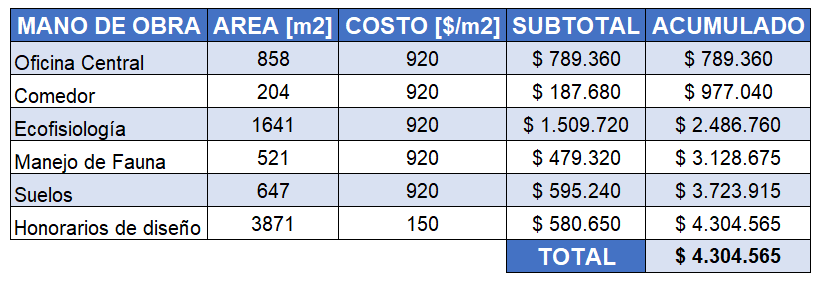 MANO DE OBRA AREA [m2] COSTO [$/m2] SUBTOTAL ACUMULADO
Oficina Central 858 920 $ 789.360 $ 789.360
Comedor 204 920 $ 187.680 $ 977.040
Ecofisiología 1641 920 $ 1.509.720 $ 2.486.760
Manejo de Fauna 521 920 $ 479.320 $ 3.128.675
Suelos 647 920 $ 595.240 $ 3.723.915
Honorarios de diseño 3871 150 $ 580.650 $ 4.304.565
TOTAL $ 4.304.565